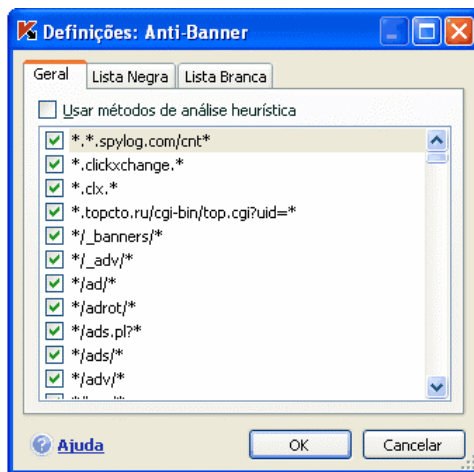 Definições: Anti-Banner
Geral
Lista Negra
Lista Branca
Usar métodos de análise heurística
*.*.spylog.com/cnt*
*.clickxchange.*
*.clx.*
*.topcto.ru/cgi-bin/top.cgi?uid=*
*/_banners/*
*/_adv/*
*/ad/*
*/adrot/*
*/ads.pl?*
*/ads/*
*/adv/*
Ajuda
OK
Cancelar